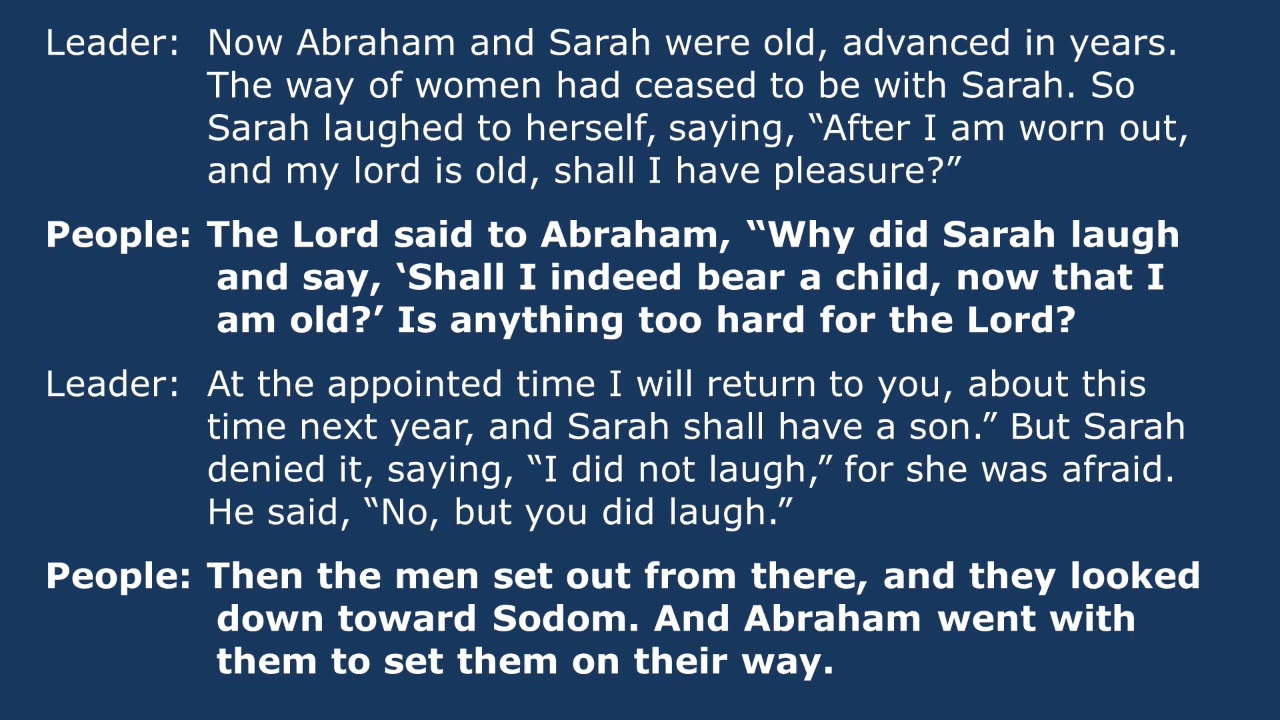 Leader: Now Abraham and Sarah were old, advanced in years.
The way of women had ceased to be with Sarah. So
Sarah laughed to herself, saying, “After I am worn out,
and my lord is old, shall I have pleasure?”
People: The Lord said to Abraham, “Why did Sarah laugh
and say, ‘Shall I indeed bear a child, now that I
am old?’ Is anything too hard for the Lord?
Leader: At the appointed time I will return to you, about this
time next year, and Sarah shall have a son.” But Sarah
denied it, saying, “I did not laugh,” for she was afraid.
He said, “No, but you did laugh.”
People: Then the men set out from there, and they looked
down toward Sodom. And Abraham went with
them to set them on their way.